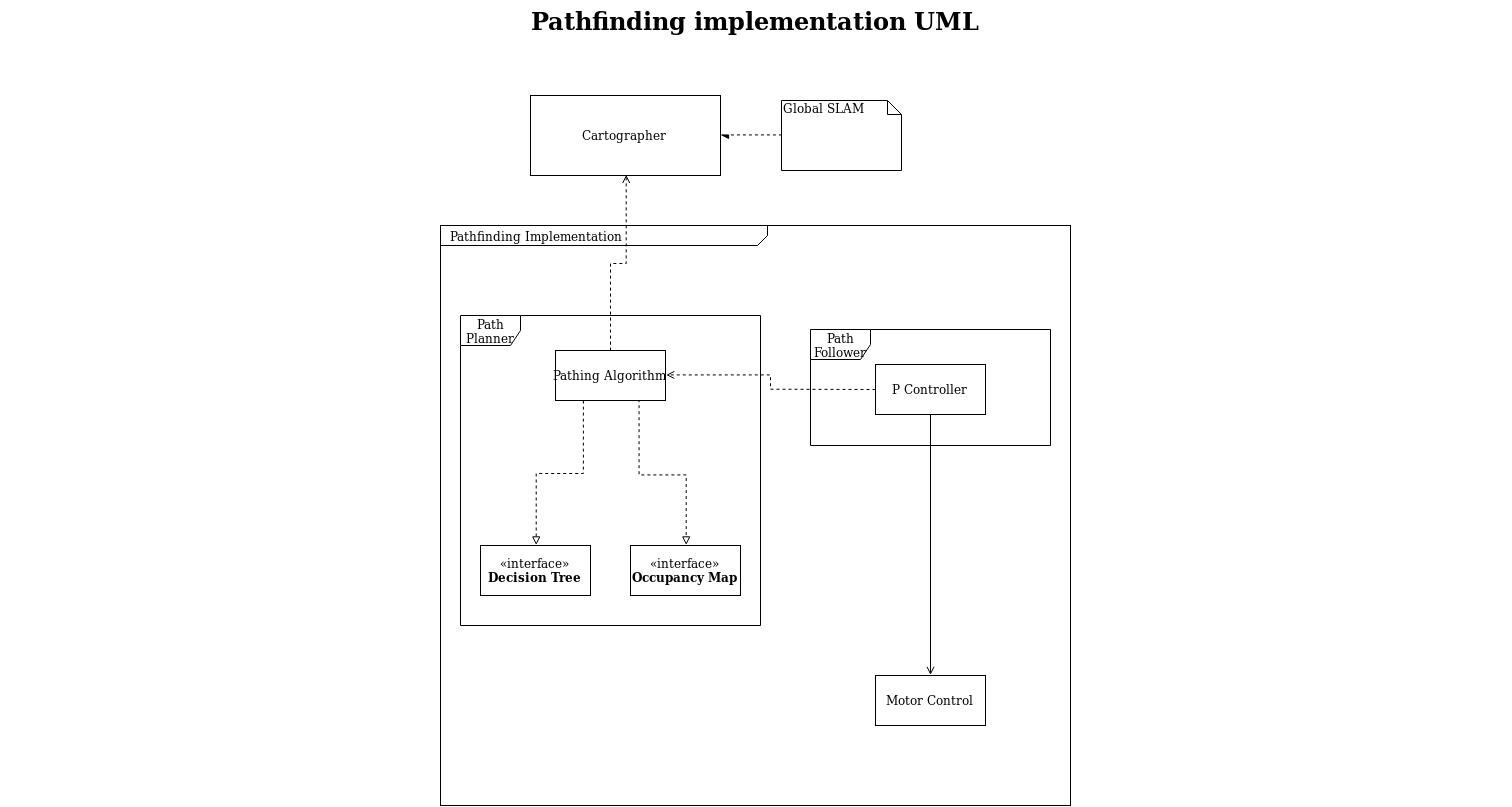 Pathfinding implementation UML
Cartographer
Global SLAM
Pathfinding Implementation
Path
Planner
Path
Follower
Pathing Algorithm
P Controller
«interface»
Decision Tree
«interface»
Occupancy Map
Motor Control